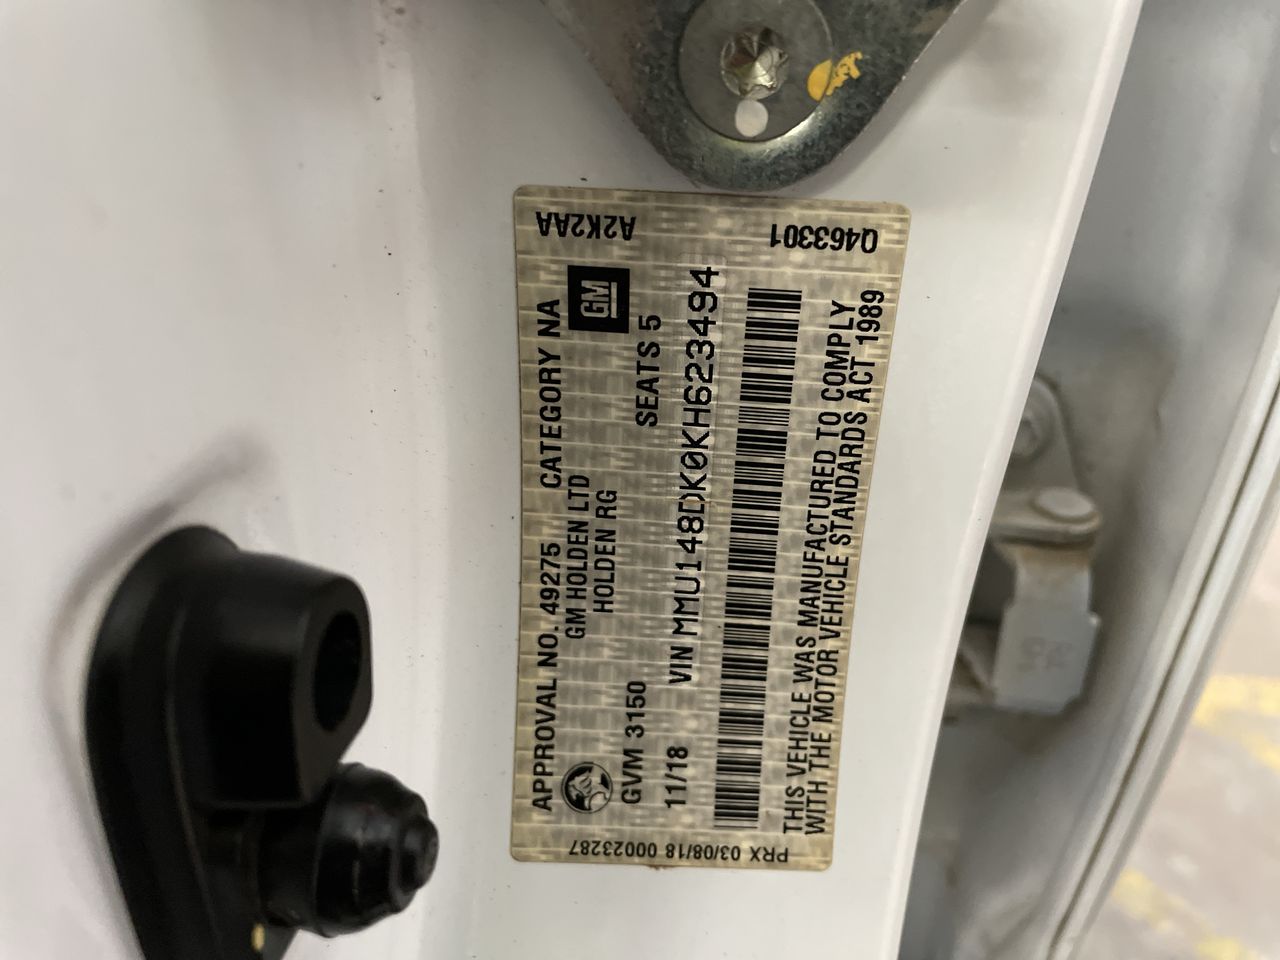 APPROVAL NO. 49275 CATEGORY NA
GM HOLDEN LTD
HOLDEN RG
GM
GVM 3150 SEATS 5
11/18 VIN MMU148DK0KH623494
THIS VEHICLE WAS MANUFACTURED TO COMPLY
WITH THE MOTOR VEHICLE STANDARDS ACT 1989
A2K2AA
Q463301
PRX 03/08/18 00023287